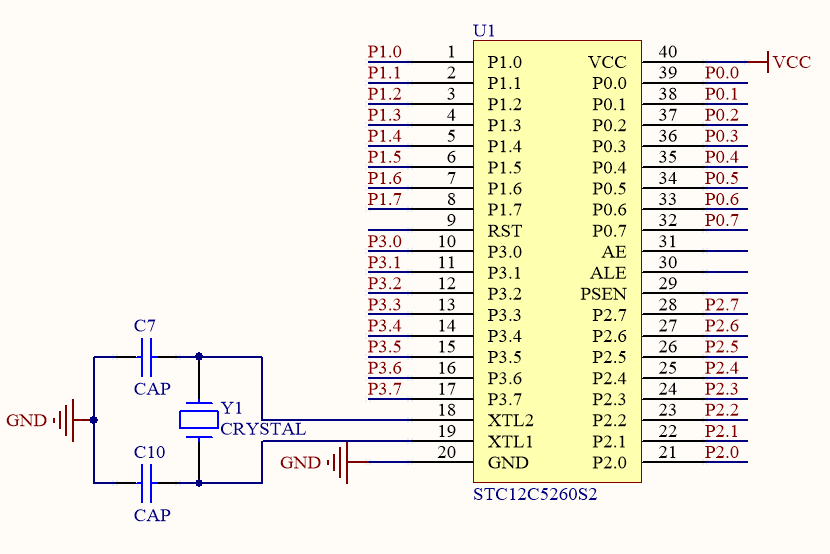 U1
P1.0 1 P1.0 VCC 40 VCC
P1.1 2 P1.1 P0.0 39 P0.0
P1.2 3 P1.2 P0.1 38 P0.1
P1.3 4 P1.3 P0.2 37 P0.2
P1.4 5 P1.4 P0.3 36 P0.3
P1.5 6 P1.5 P0.4 35 P0.4
P1.6 7 P1.6 P0.5 34 P0.5
P1.7 8 P1.7 P0.6 33 P0.6
9 RST P0.7 32 P0.7
P3.0 10 P3.0 AE 31
P3.1 11 P3.1 ALE 30
P3.2 12 P3.2 PSEN 29
P3.3 13 P3.3 P2.7 28 P2.7
P3.4 14 P3.4 P2.6 27 P2.6
P3.5 15 P3.5 P2.5 26 P2.5
P3.6 16 P3.6 P2.4 25 P2.4
P3.7 17 P3.7 P2.3 24 P2.3
18 XTL2 P2.2 23 P2.2
19 XTL1 P2.1 22 P2.1
GND 20 GND P2.0 21 P2.0
STC12C5260S2
C7
CAP
GND
Y1
CRYSTAL
C10
CAP